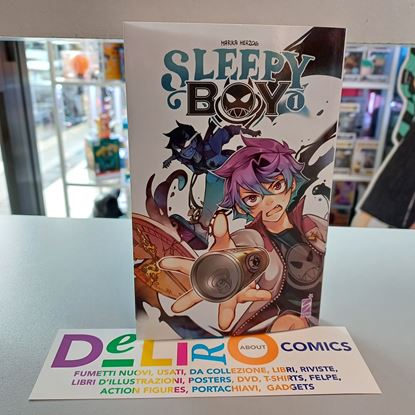 MARIKA HERZOG
SLEEPY
BOY 1
DeLiRiO ABOUT COMICS
FUMETTI NUOVI, USATI, DA COLLEZIONE, LIBRI, RIVISTE,
LIBRI D'ILLUSTRAZIONI, POSTERS, DVD, T-SHIRTS, FELPE,
ACTION FIGURES, PORTACHIAVI, GADGETS